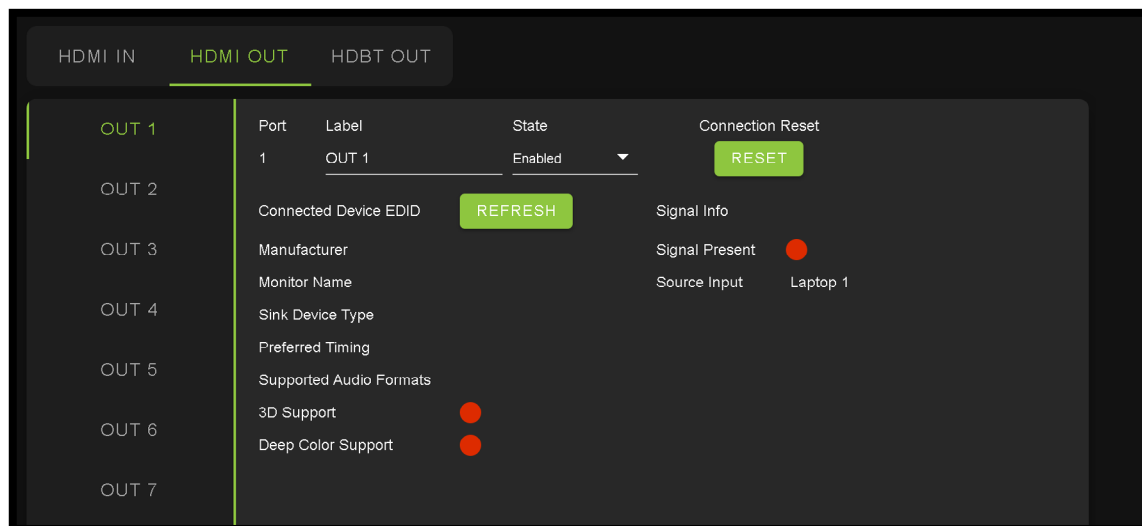 HDMI IN HDMI OUT HDBT OUT
OUT 1
OUT 2
OUT 3
OUT 4
OUT 5
OUT 6
OUT 7
Port Label State Connection Reset
1 OUT 1 Enabled RESET
Connected Device EDID REFRESH Signal Info
Manufacturer Signal Present
Monitor Name Source Input Laptop 1
Sink Device Type
Preferred Timing
Supported Audio Formats
3D Support
Deep Color Support